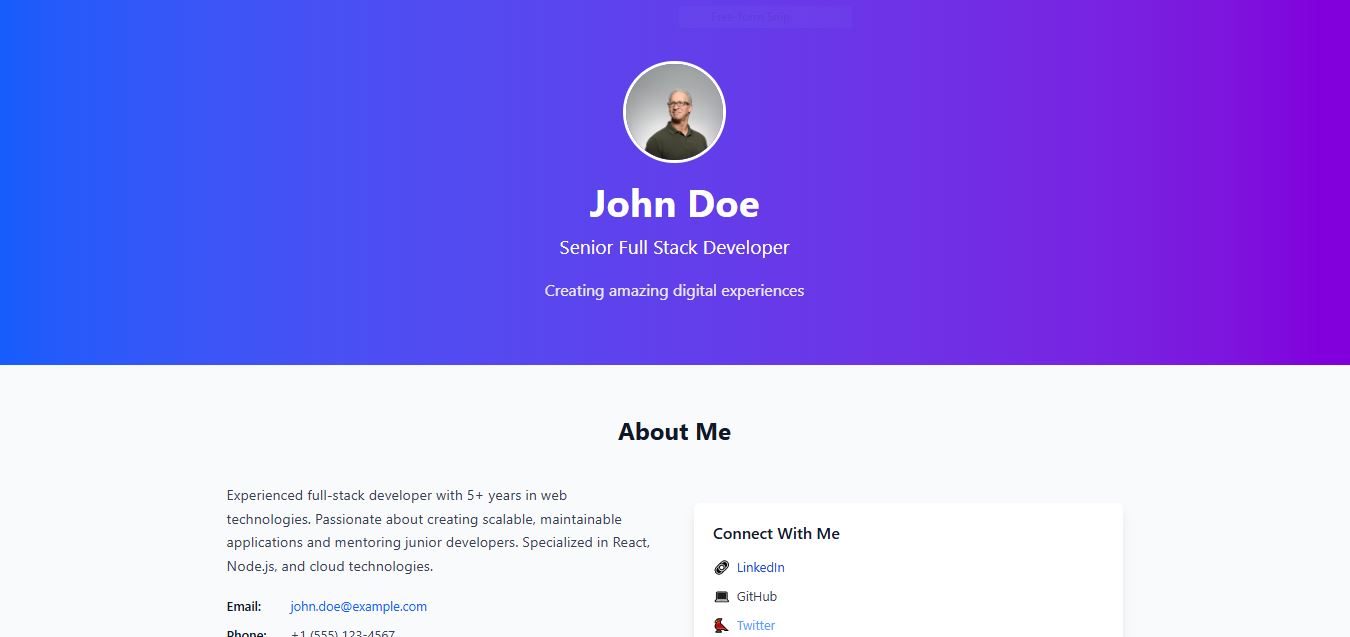 Free-form Snip
John Doe
Senior Full Stack Developer
Creating amazing digital experiences
About Me
Experienced full-stack developer with 5+ years in web
technologies. Passionate about creating scalable, maintainable
applications and mentoring junior developers. Specialized in React,
Node.js, and cloud technologies.
Email: john.doe@example.com
Phone: +1 (555) 123-4567
Connect With Me
LinkedIn
GitHub
Twitter